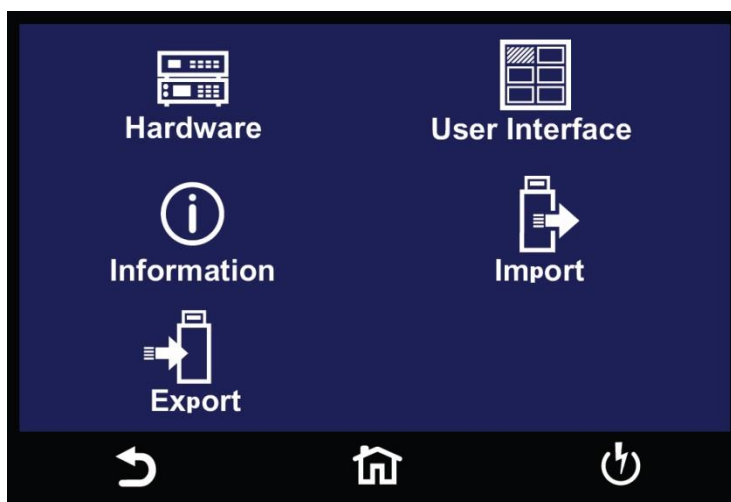 Hardware
User Interface
Information
Import
Export